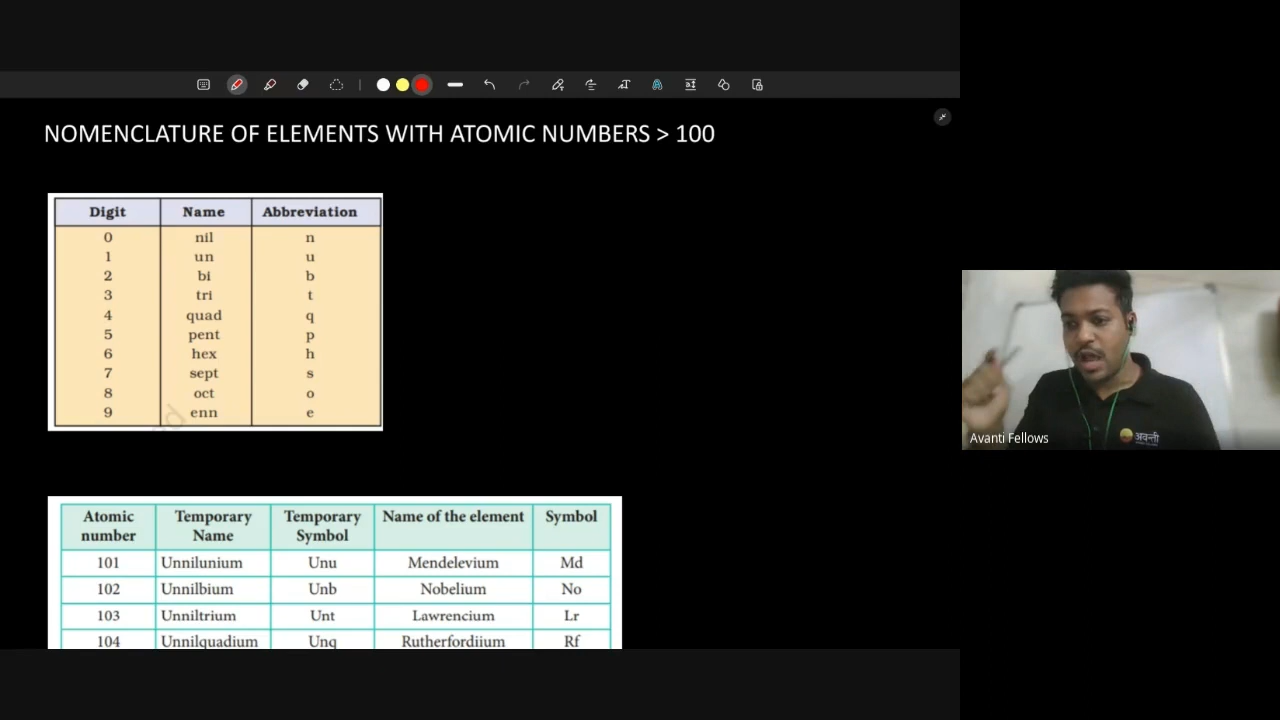 NOMENCLATURE OF ELEMENTS WITH ATOMIC NUMBERS > 100
Digit Name Abbreviation
0 nil n
1 un u
2 bi b
3 tri t
4 quad q
5 pent p
6 hex h
7 sept s
8 oct o
9 enn e
Atomic number Temporary Name Temporary Symbol Name of the element Symbol
101 Unnilunium Unu Mendelevium Md
102 Unnilbium Unb Nobelium No
103 Unniltrium Unt Lawrencium Lr
104 Unnilquadium Unq Rutherfordiium Rf
Avanti Fellows
अवन्ती